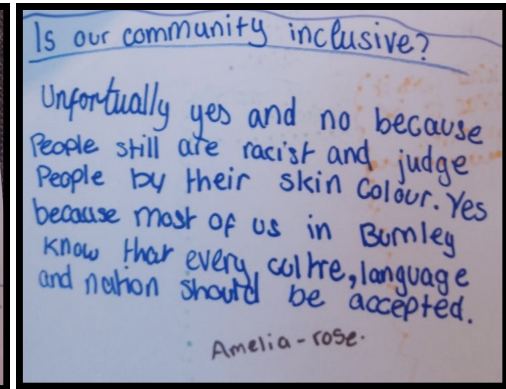 Is our community inclusive?
Unfortually yes and no because
People still are racist and judge
People by their skin colour. Yes
because most of us in Burnley
know that every cultre, language
and nation should be accepted.
Amelia-rose.